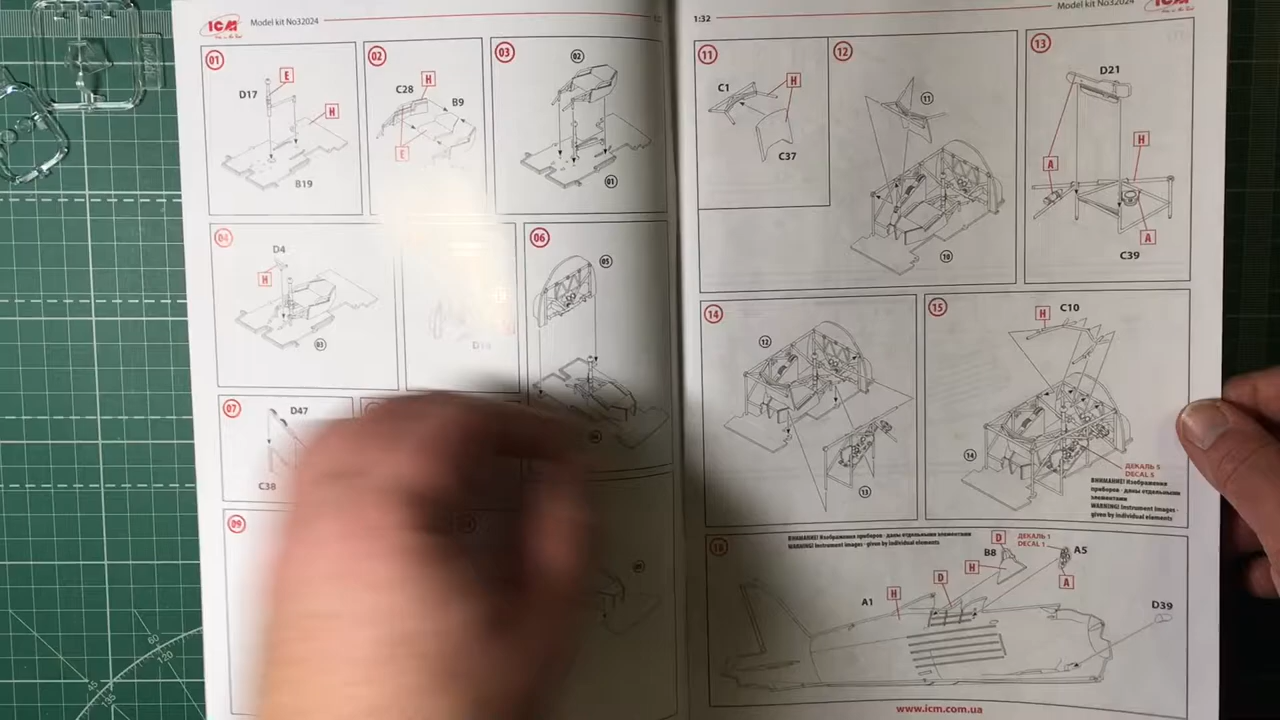 ICM
Model kit No32024
01
D17
E
H
B19
02
C28
H
B9
E
03
02
01
04
D4
H
03
06
05
07
D47
C38
09
1:32
Model kit No32024
ICM
11
C1
H
C37
12
11
10
13
D21
A
H
A
C39
14
12
13
15
H
C10
14
ДЕКАЛЬ 5
DECAL 5
ВНИМАНИЕ! Изображения
приборов - даны отдельными
элементами
WARNING! Instrument images -
given by individual elements
16
ВНИМАНИЕ! Изображения приборов - даны отдельными элементами
WARNING! Instrument images - given by individual elements
D
ДЕКАЛЬ 1
DECAL 1
B8
A5
H
A
D
A1
H
D39
www.icm.com.ua